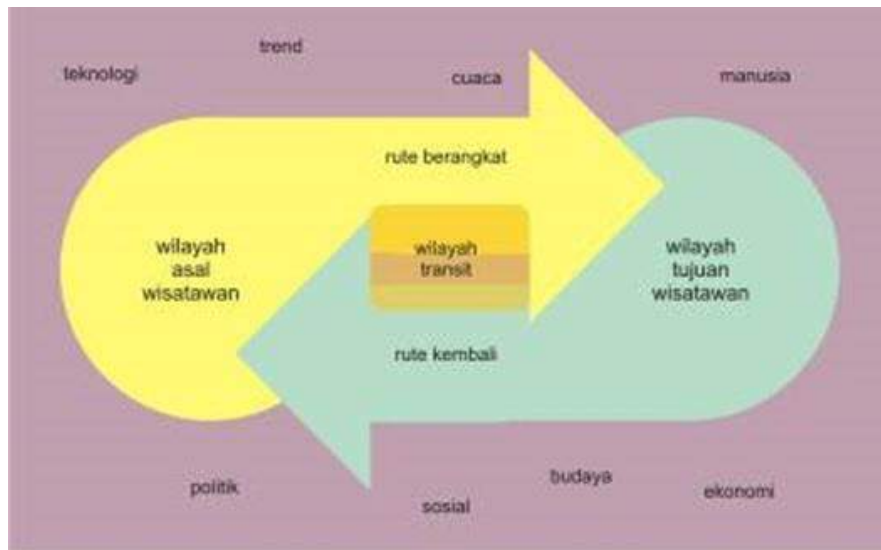 trend
teknologi
cuaca
manusia
rute berangkat
wilayah
asal
wisatawan
wilayah
transit
wilayah
tujuan
wisatawan
rute kembali
politik
sosial
budaya
ekonomi